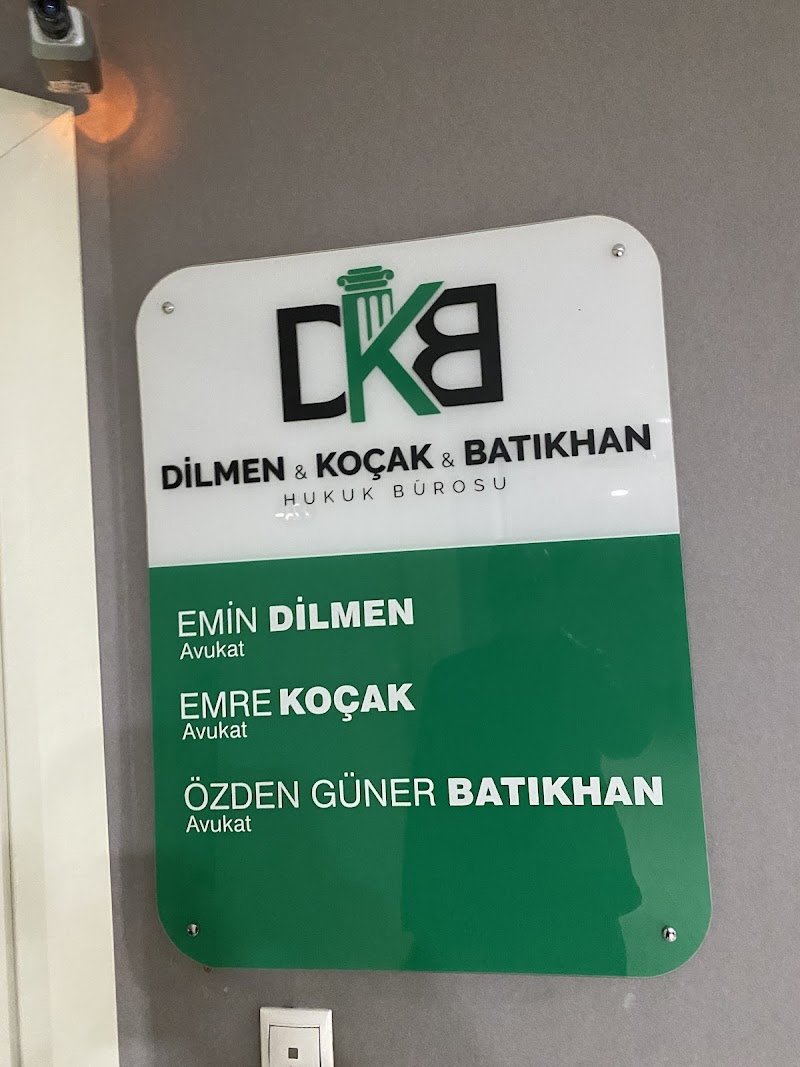 DKB
DİLMEN & KOÇAK & BATIKHAN
HUKUK BÜROSU
EMİN DİLMEN
Avukat
EMRE KOÇAK
Avukat
ÖZDEN GÜNER BATIKHAN
Avukat